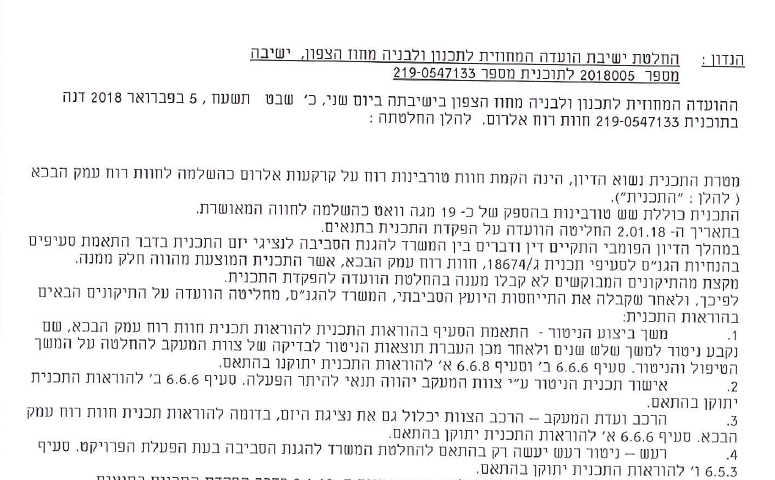 הנדון : החלטת ישיבת הועדה המחוזית לתכנון ולבניה מחוז הצפון, ישיבה
מספר 2018005 לתוכנית מספר 219-0547133
ההועדה המחוזית לתכנון ולבניה מחוז הצפון בישיבתה ביום שני, כ' שבט תשעח , 5 בפברואר 2018 דנה
בתוכנית 219-0547133 חוות רוח אלרום. להלן החלטתה :
מטרת התכנית נשוא הדיון, הינה הקמת חוות טורבינות רוח על קרקעות אלרום כהשלמה לחוות רוח עמק הבכא
( להלן : "התכנית").
התכנית כוללת שש טורבינות בהספק של כ- 19 מגה וואט כהשלמה לחווה המאושרת.
בתאריך ה- 2.01.18 החליטה הוועדה על הפקדת התכנית בתנאים.
במהלך הדיון הפומבי התקיים דין ודברים בין המשרד להגנת הסביבה לנציגי יזם התכנית בדבר התאמת סעיפים
בהנחיות הגנ"ס לסעיפי תכנית ג/18674, חוות רוח עמק הבכא, אשר התכנית המוצעת מהווה חלק ממנה.
מקצת מהתיקונים המבוקשים לא קבלו מענה בהחלטת הוועדה להפקדת התכנית.
לפיכך, ולאחר שקבלה את התייחסות היועץ הסביבתי, המשרד להגנ"ס, מחליטה הוועדה על התיקונים הבאים
בהוראות התכנית:
1. משך ביצוע הניטור - התאמת הסעיף בהוראות התכנית להוראות תכנית חוות רוח עמק הבכא, שם
נקבע ניטור למשך שלש שנים ולאחר מכן העברת תוצאות הניטור לבדיקה של צוות המעקב להחלטה על המשך
הטיפול והניטור. סעיף 6.6.6 ב' וסעיף 6.6.8 א' להוראות התכנית יתוקנו בהתאם.
2. אישור תכנית הניטור ע"י צוות המעקב יהווה תנאי להיתר הפעלה. סעיף 6.6.6 ב' להוראות התכנית
יתוקן בהתאם.
3. הרכב ועדת המעקב – הרכב הצוות יכלול גם את נציגת היזם, בדומה להוראות תכנית חוות רוח עמק
הבכא. סעיף 6.6.6 א' להוראות התכנית יתוקן בהתאם.
4. רעש – ניטור רעש יעשה רק בהתאם להחלטת המשרד להגנת הסביבה בעת הפעלת הפרויקט. סעיף
6.5.3 ו' להוראות התכנית יתוקן בהתאם.